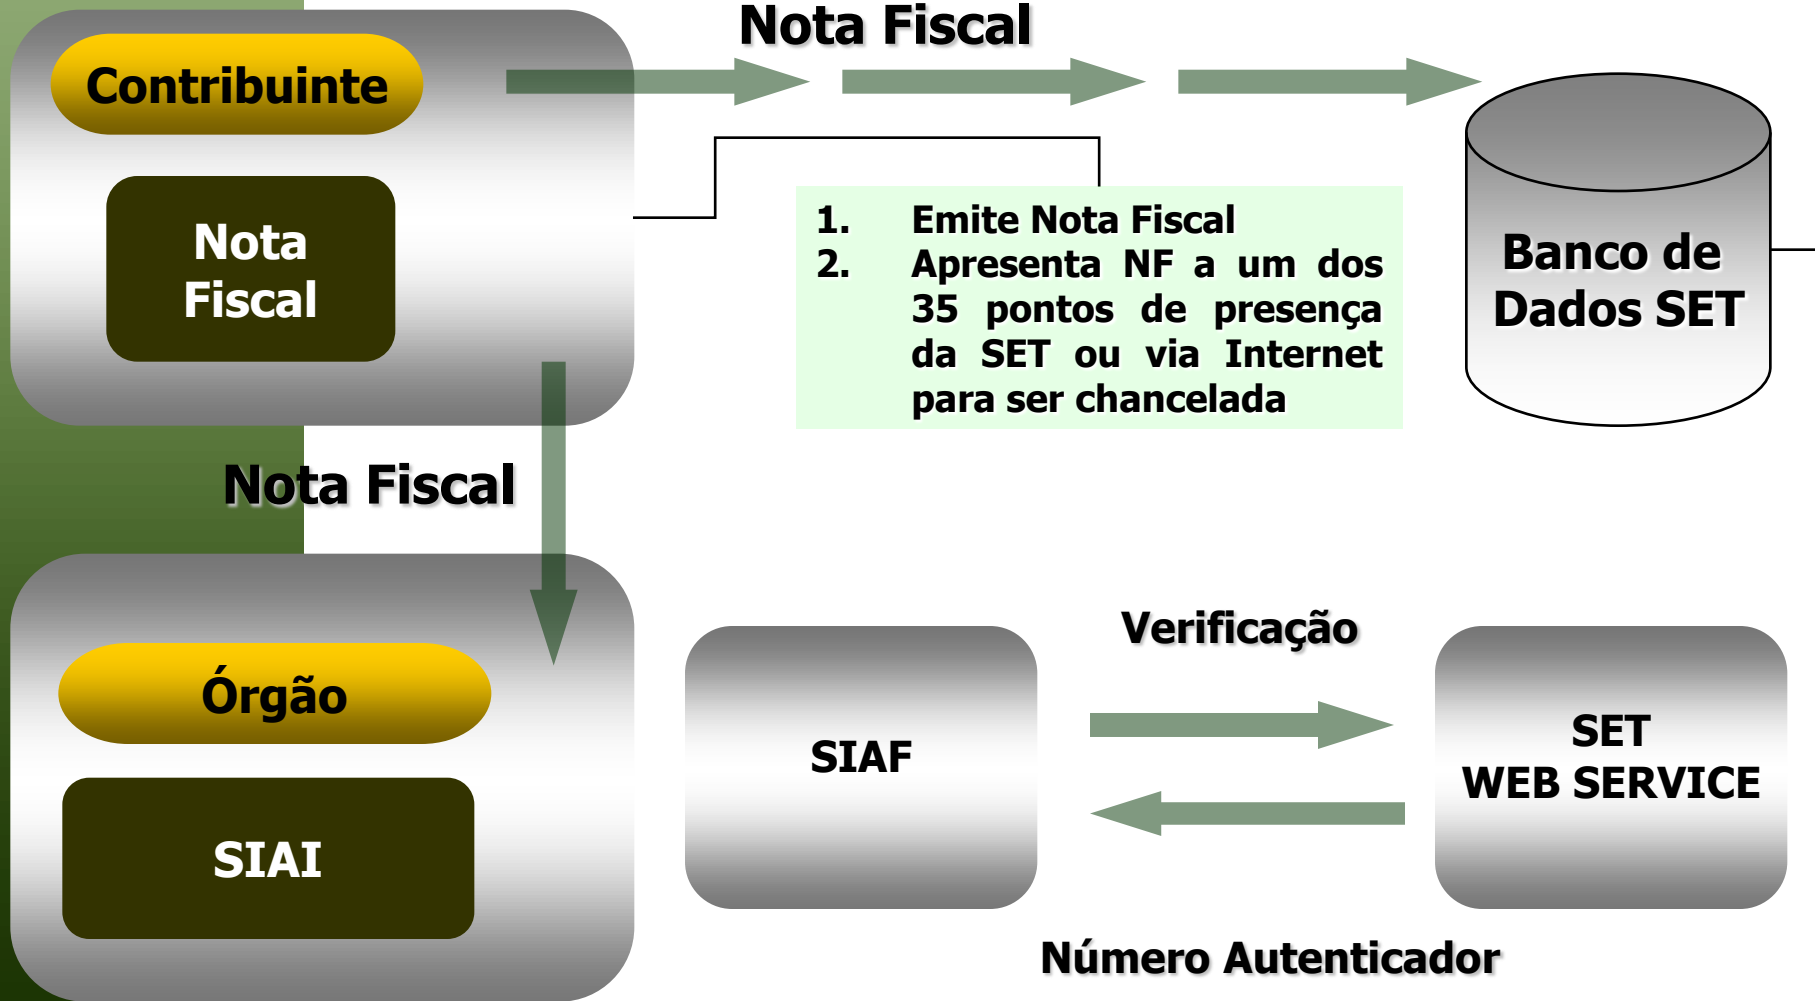 Nota Fiscal
Contribuinte
Nota
Fiscal
1. Emite Nota Fiscal
2. Apresenta NF a um dos
35 pontos de presença
da SET ou via Internet
para ser chancelada
Banco de
Dados SET
Nota Fiscal
Órgão
SIAI
SIAF
Verificação
SET
WEB SERVICE
Número Autenticador